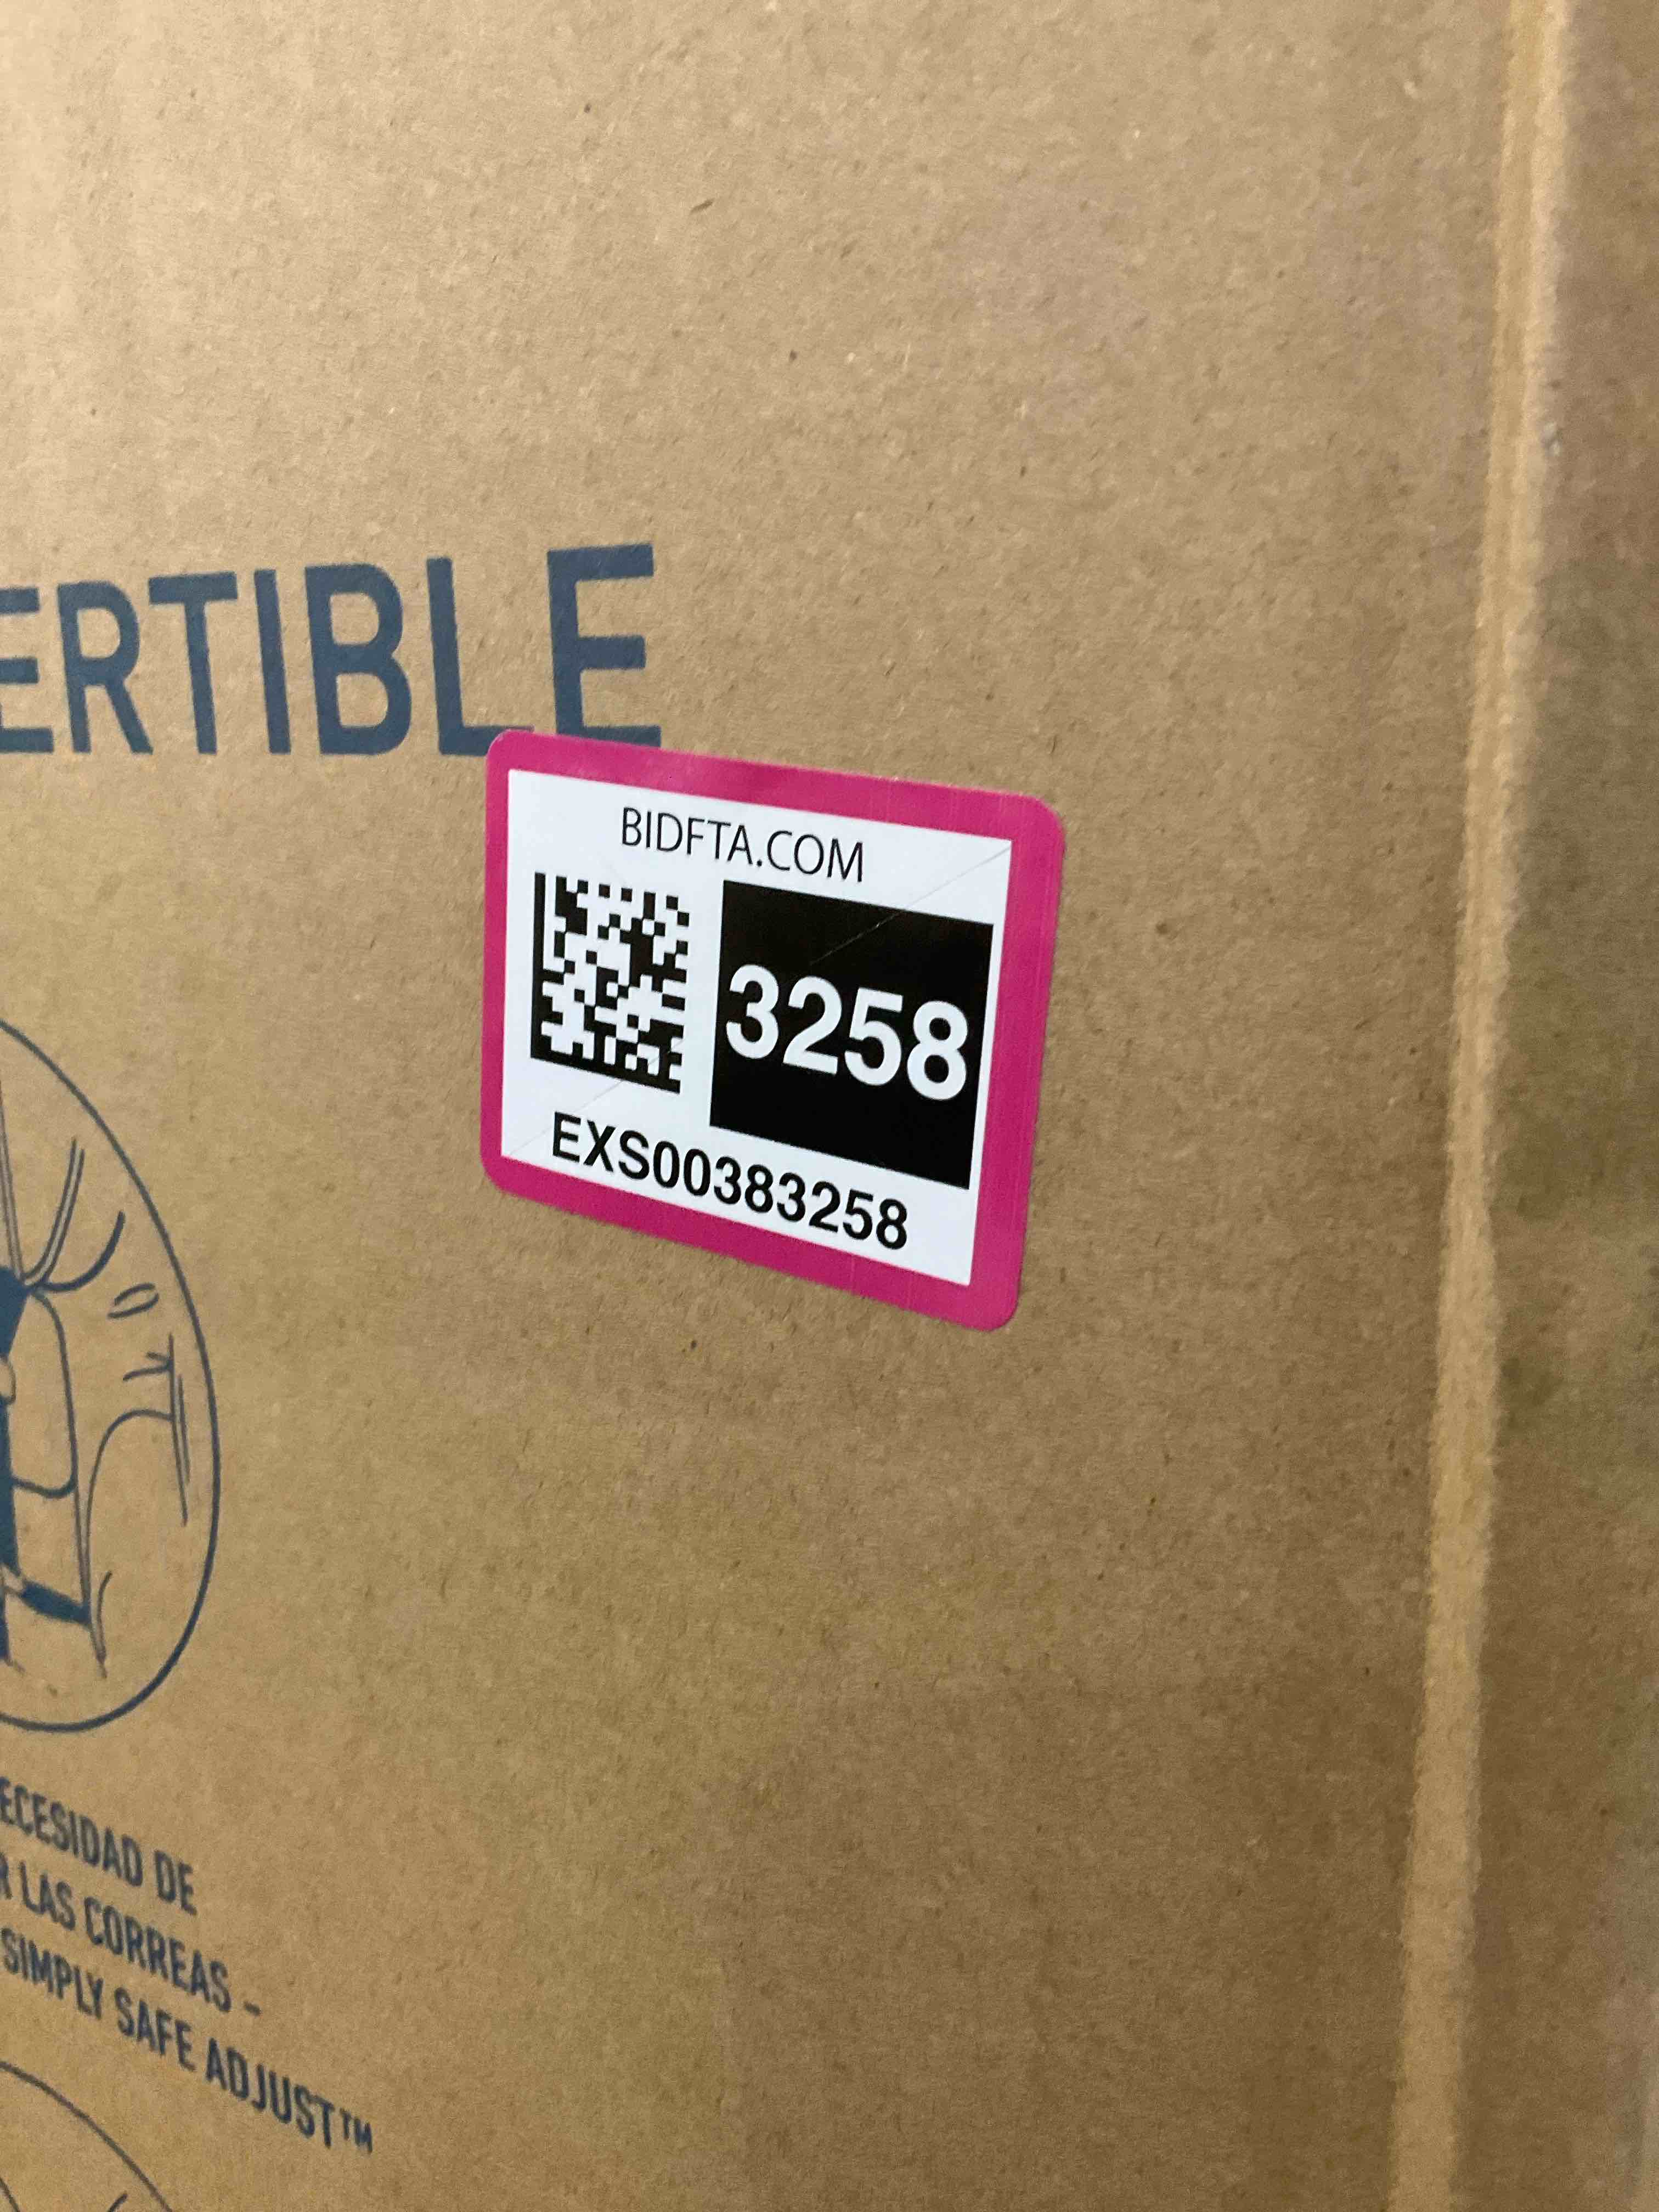 ERTIBLE
BIDFTA.COM
3258
EXS00383258
ECESIDAD DE
R LAS CORREAS –
SIMPLY SAFE ADJUST™